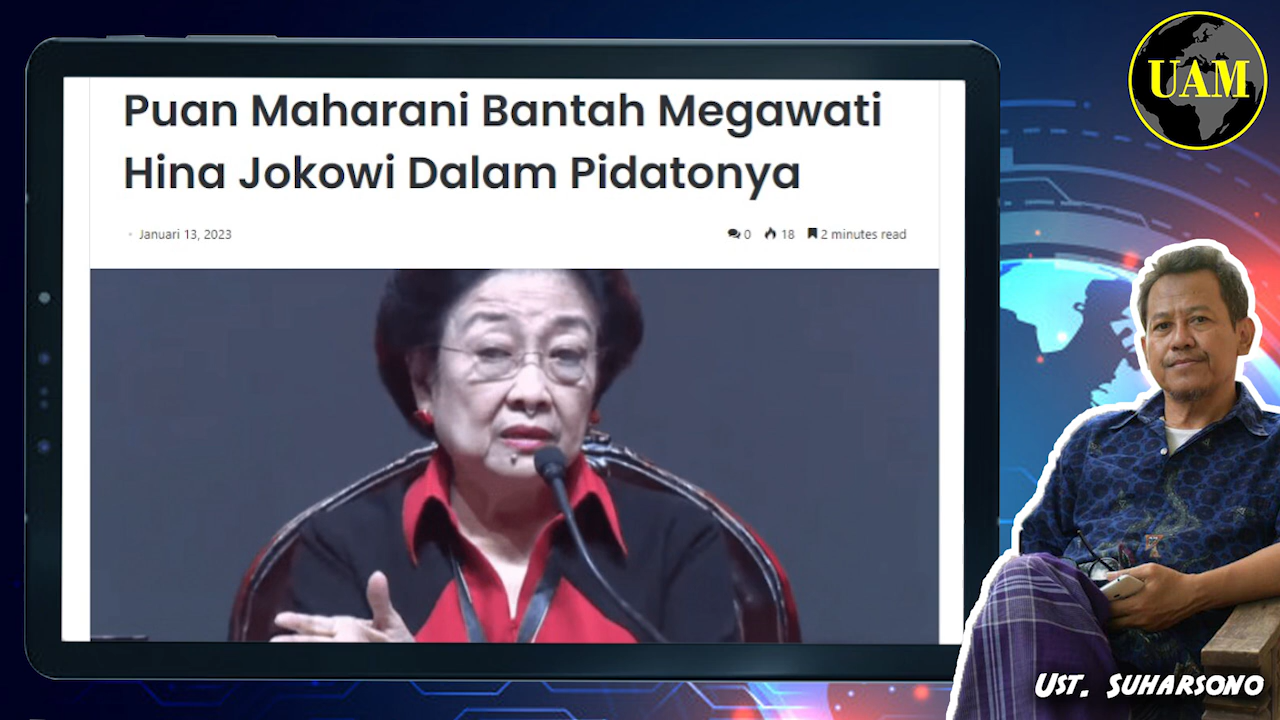 Puan Maharani Bantah Megawati
Hina Jokowi Dalam Pidatonya
Januari 13, 2023
0 18 2 minutes read
UAM
UST. SUHARSONO